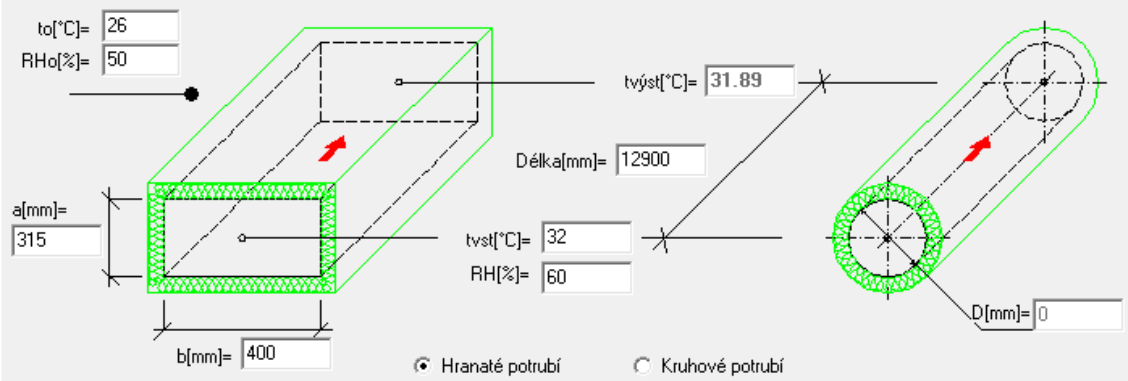 to[°C]= 26
RHo[%]= 50
tvýst[°C]= 31.89
Délka[mm]= 12900
a[mm]=
315
tvst[°C]= 32
RH[%]= 60
D[mm]= 0
b[mm]= 400
Hranaté potrubí Kruhové potrubí